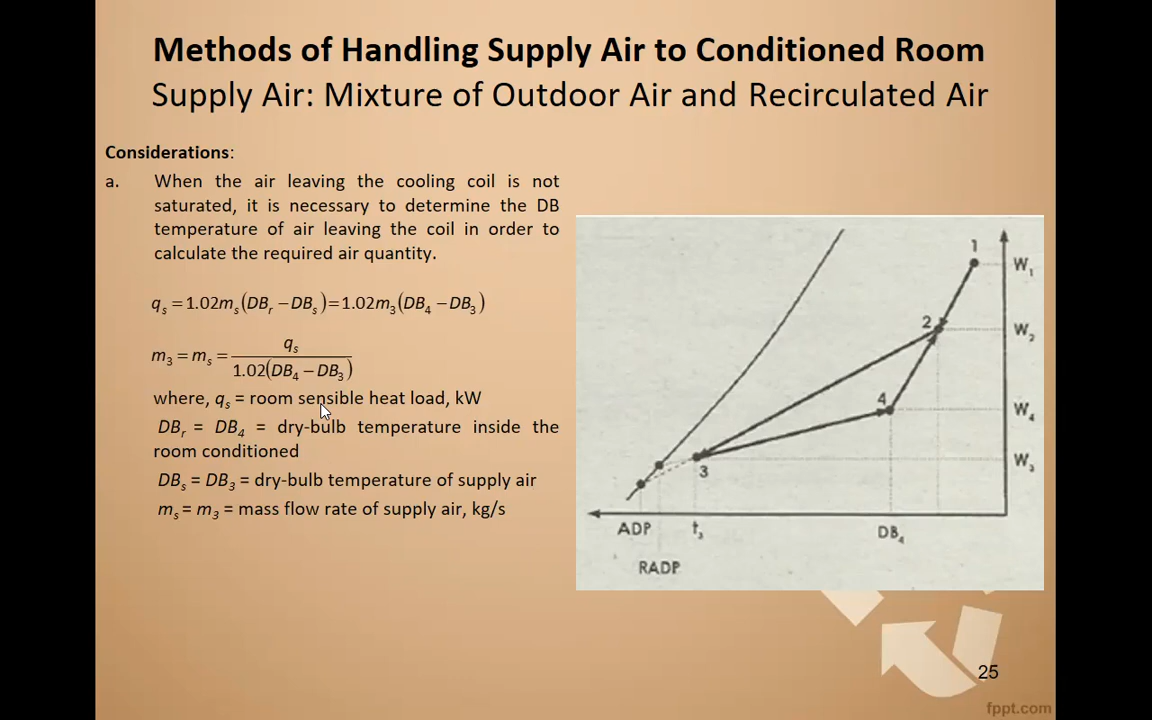 Methods of Handling Supply Air to Conditioned Room
Supply Air: Mixture of Outdoor Air and Recirculated Air
Considerations:
a. When the air leaving the cooling coil is not
saturated, it is necessary to determine the DB
temperature of air leaving the coil in order to
calculate the required air quantity.
qₛ = 1.02mₛ(DBᵣ − DBₛ) = 1.02m₃(DB₄ − DB₃)
m₃ = mₛ = qₛ / 1.02(DB₄ − DB₃)
where, qₛ = room sensible heat load, kW
DBᵣ = DB₄ = dry-bulb temperature inside the
room conditioned
DBₛ = DB₃ = dry-bulb temperature of supply air
mₛ = m₃ = mass flow rate of supply air, kg/s
1
W₁
2
W₂
4
W₄
3
W₃
ADP
t₃
DB₄
RADP
25
fppt.com